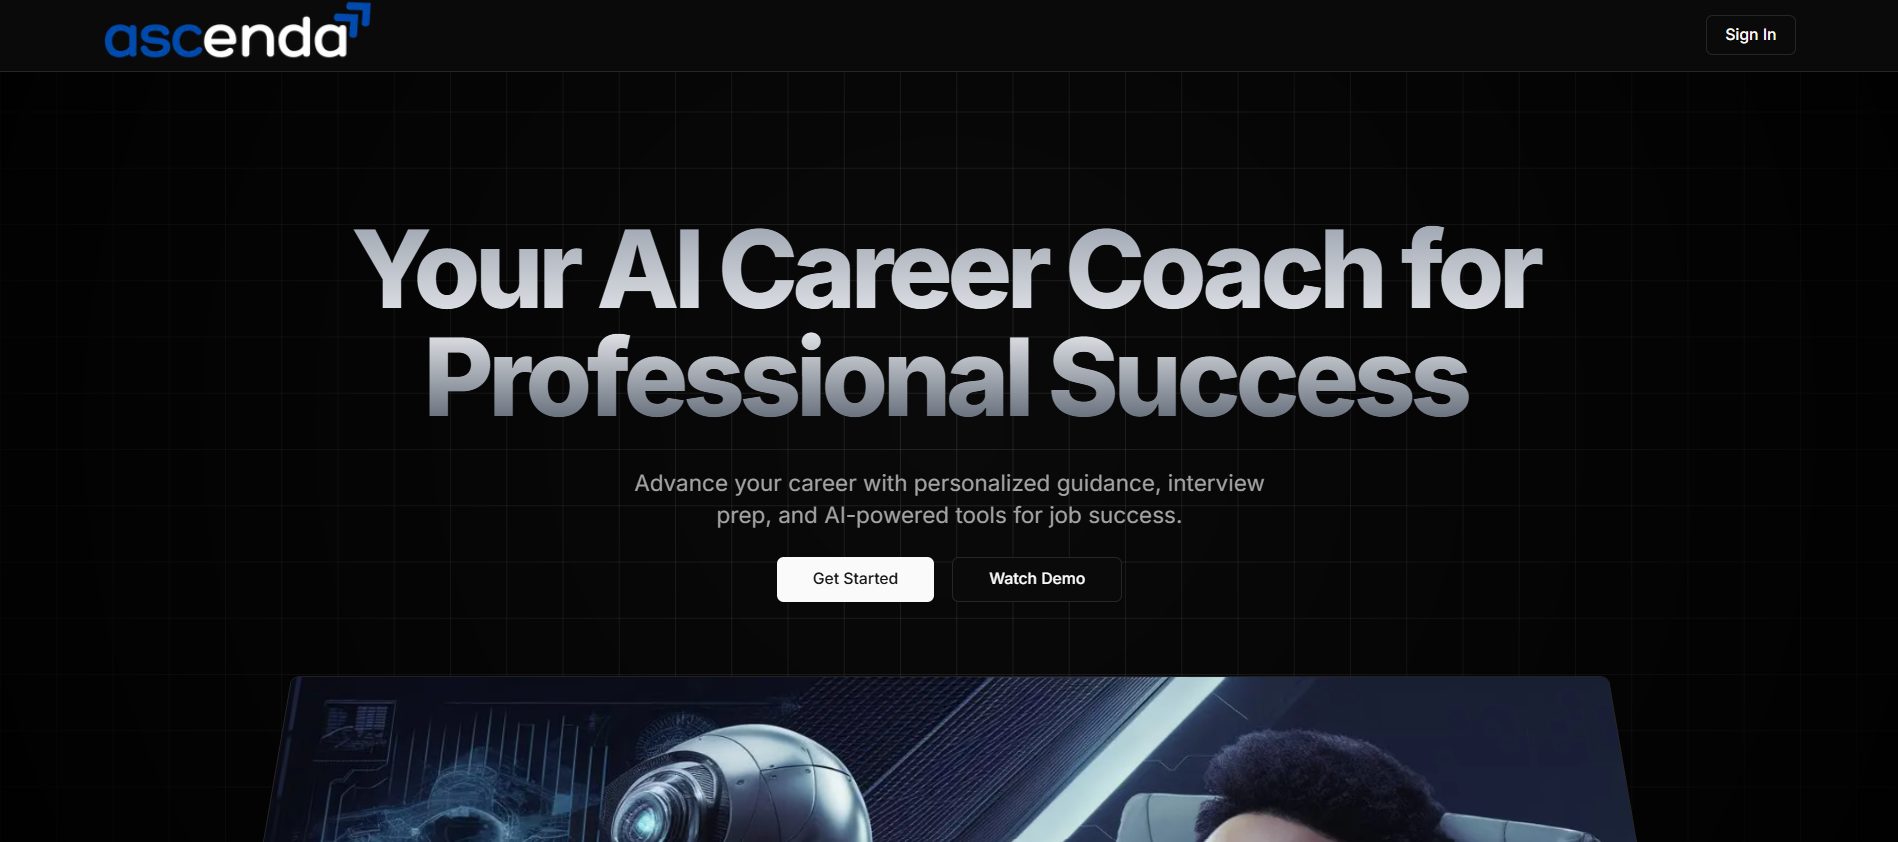 ascenda
Sign In
Your AI Career Coach for
Professional Success
Advance your career with personalized guidance, interview
prep, and AI-powered tools for job success.
Get Started
Watch Demo